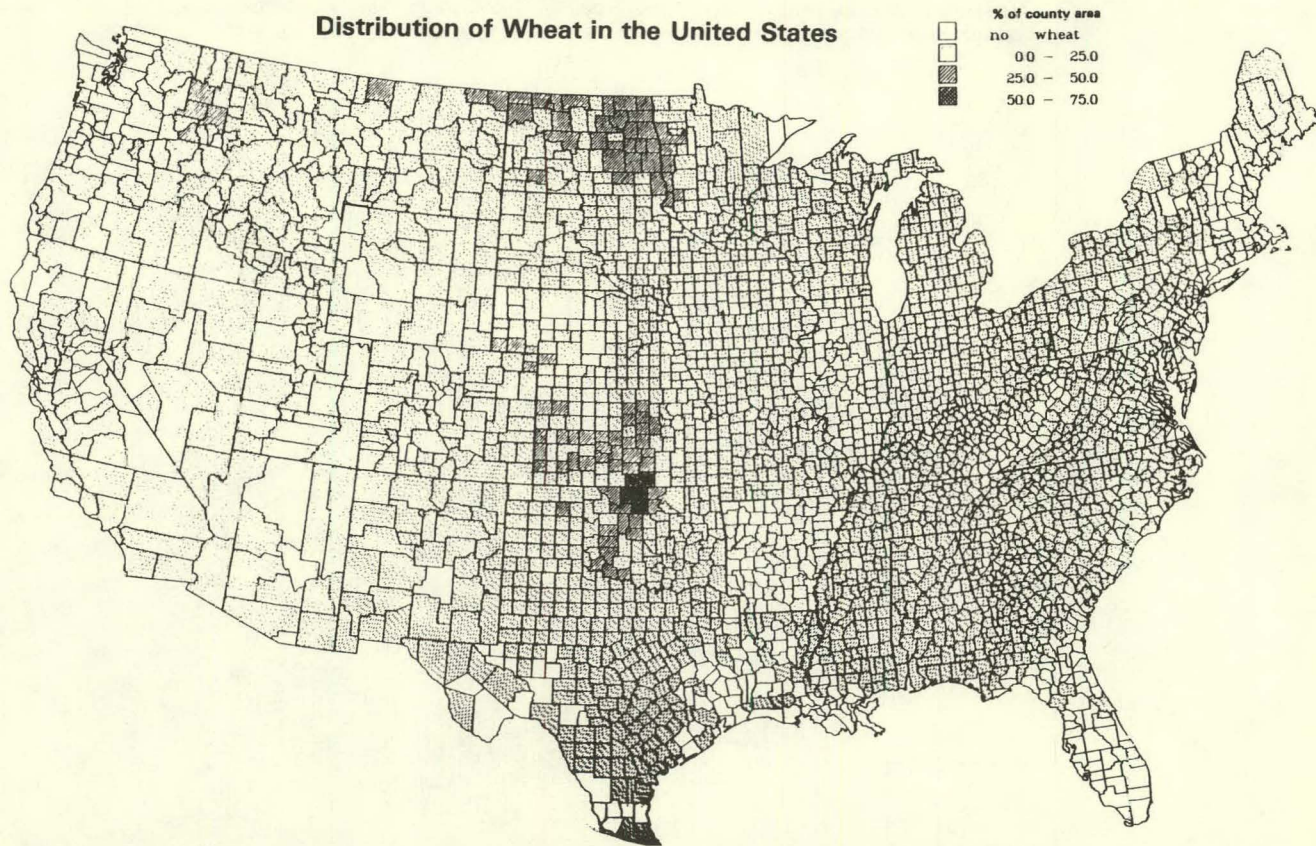 Distribution of Wheat in the United States
% of county area
no wheat
0.0 - 25.0
25.0 - 50.0
50.0 - 75.0